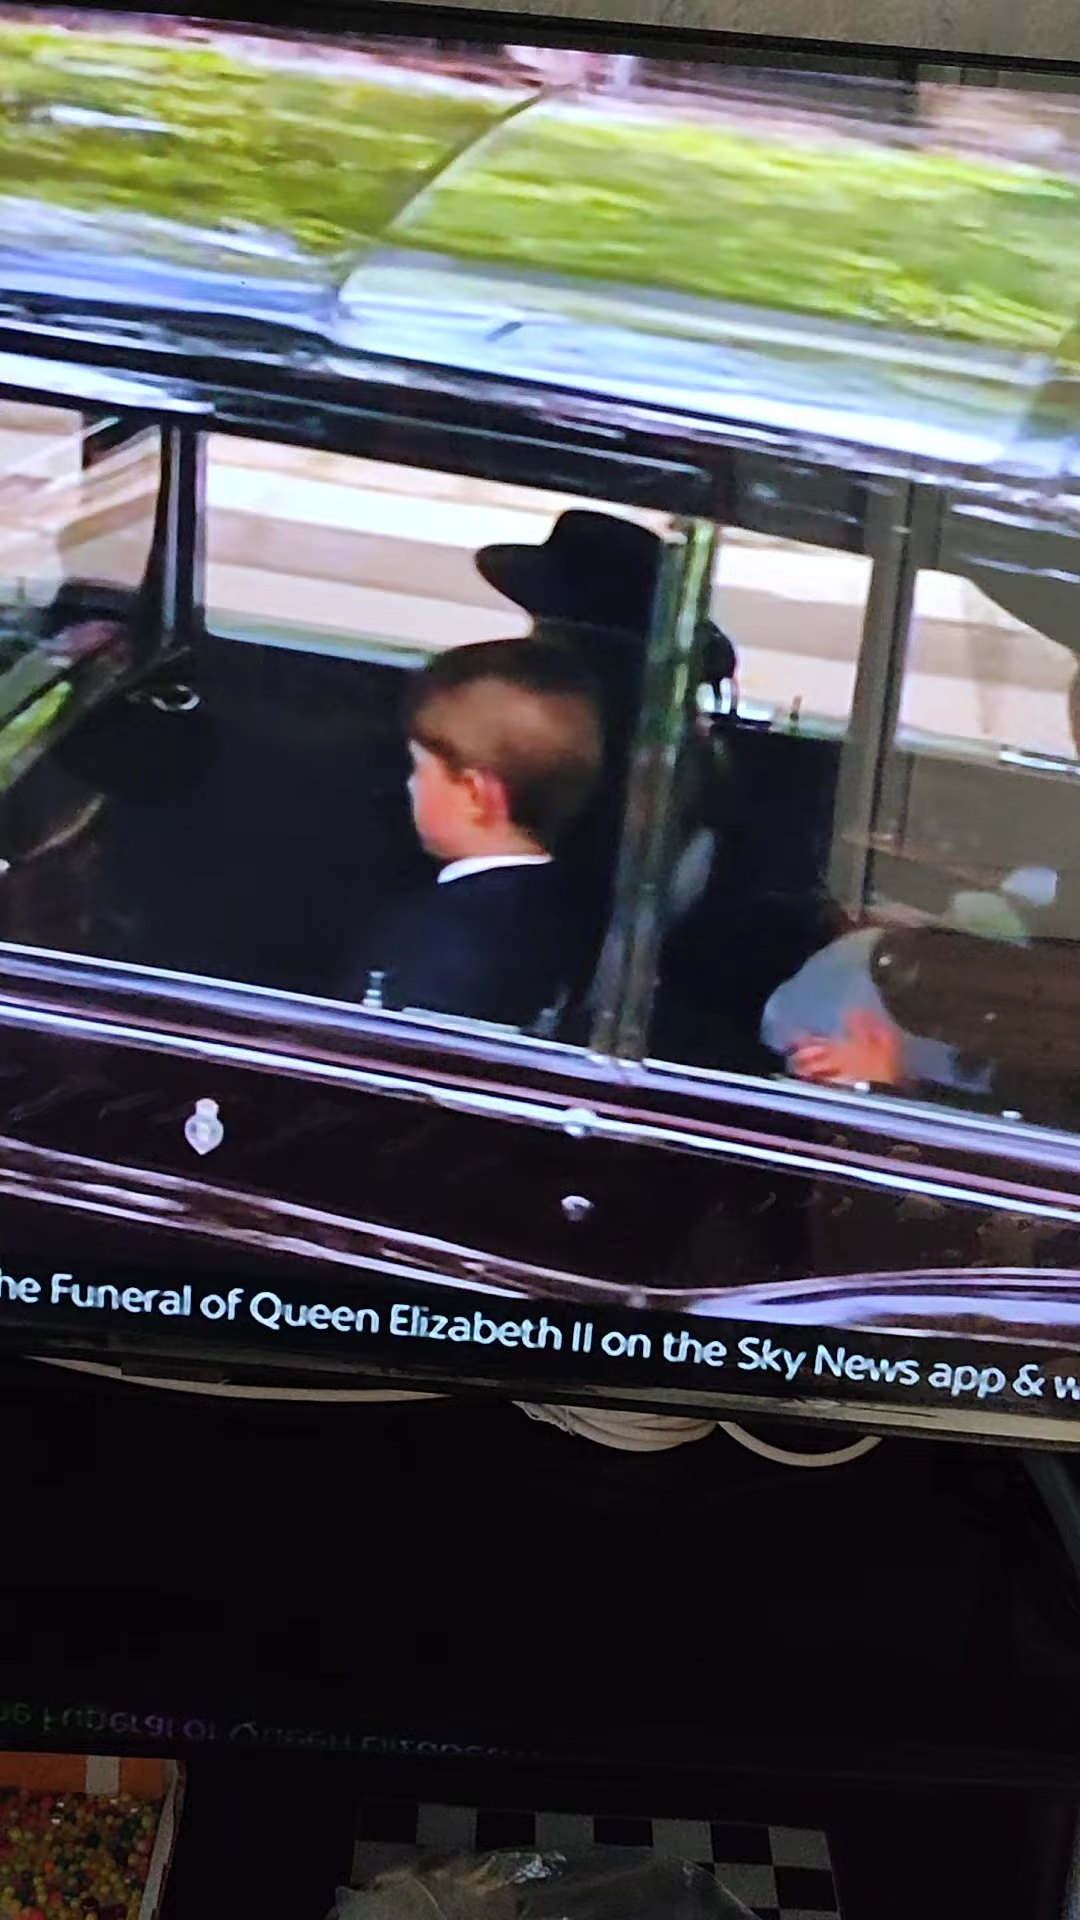 he Funeral of Queen Elizabeth II on the Sky News app & w